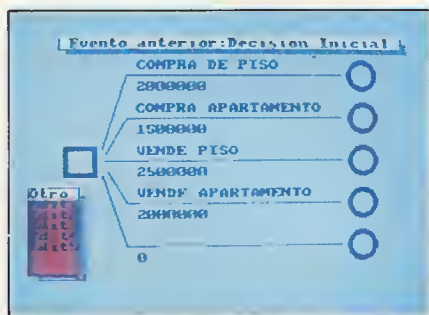 Evento anterior:Decision Inicial
COMPRA DE PISO
2000000
COMPRA APARTAMENTO
1500000
VENDE PISO
2500000
VENDE APARTAMENTO
2000000
0
Otro